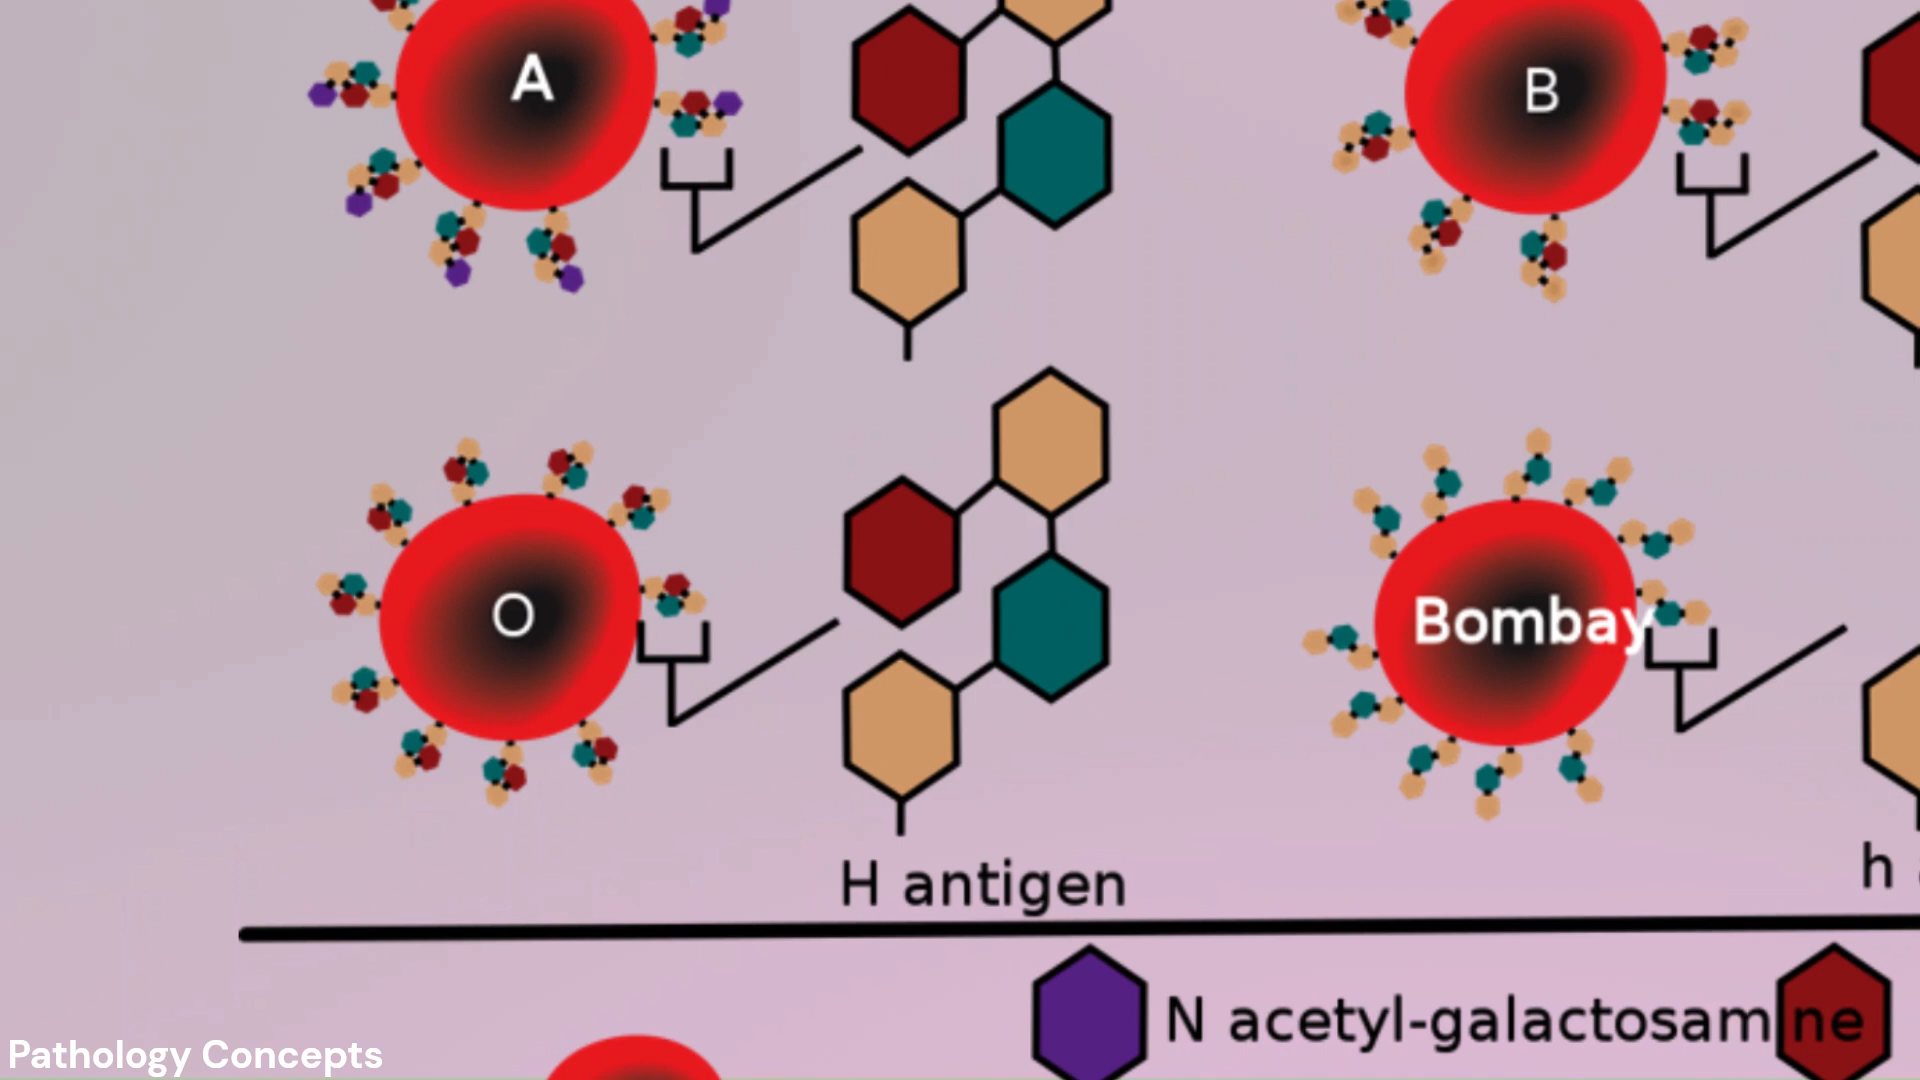 A
B
O
Bombay
H antigen
h
N acetyl-galactosam ne
Pathology Concepts